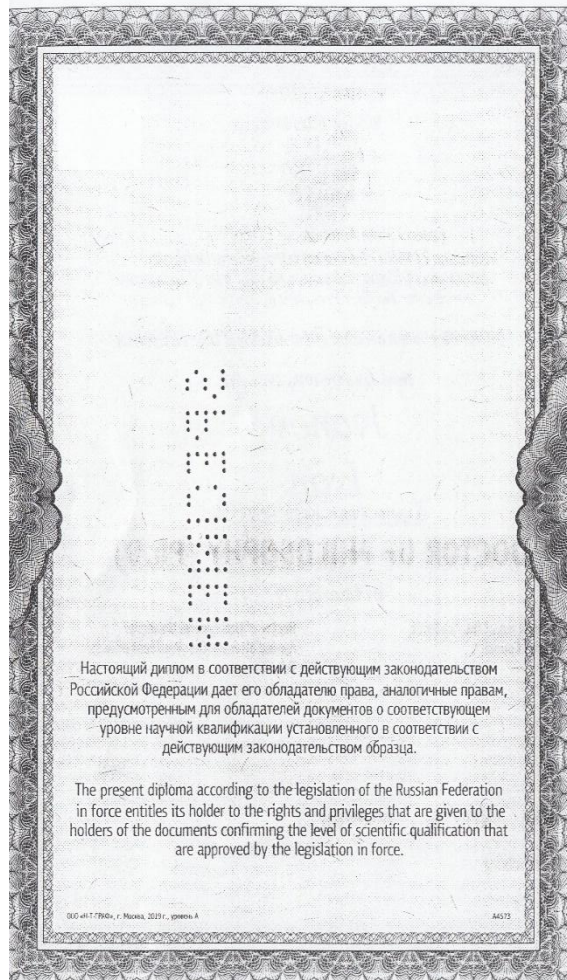 Настоящий диплом в соответствии с действующим законодательством
Российской Федерации дает его обладателю права, аналогичные правам,
предусмотренным для обладателей документов о соответствующем
уровне научной квалификации установленного в соответствии с
действующим законодательством образца.
The present diploma according to the legislation of the Russian Federation
in force entitles its holder to the rights and privileges that are given to the
holders of the documents confirming the level of scientific qualification that
are approved by the legislation in force.
ООО «Н-Т-ГРАФ», г. Москва, 2019 г., уровень А
А4573